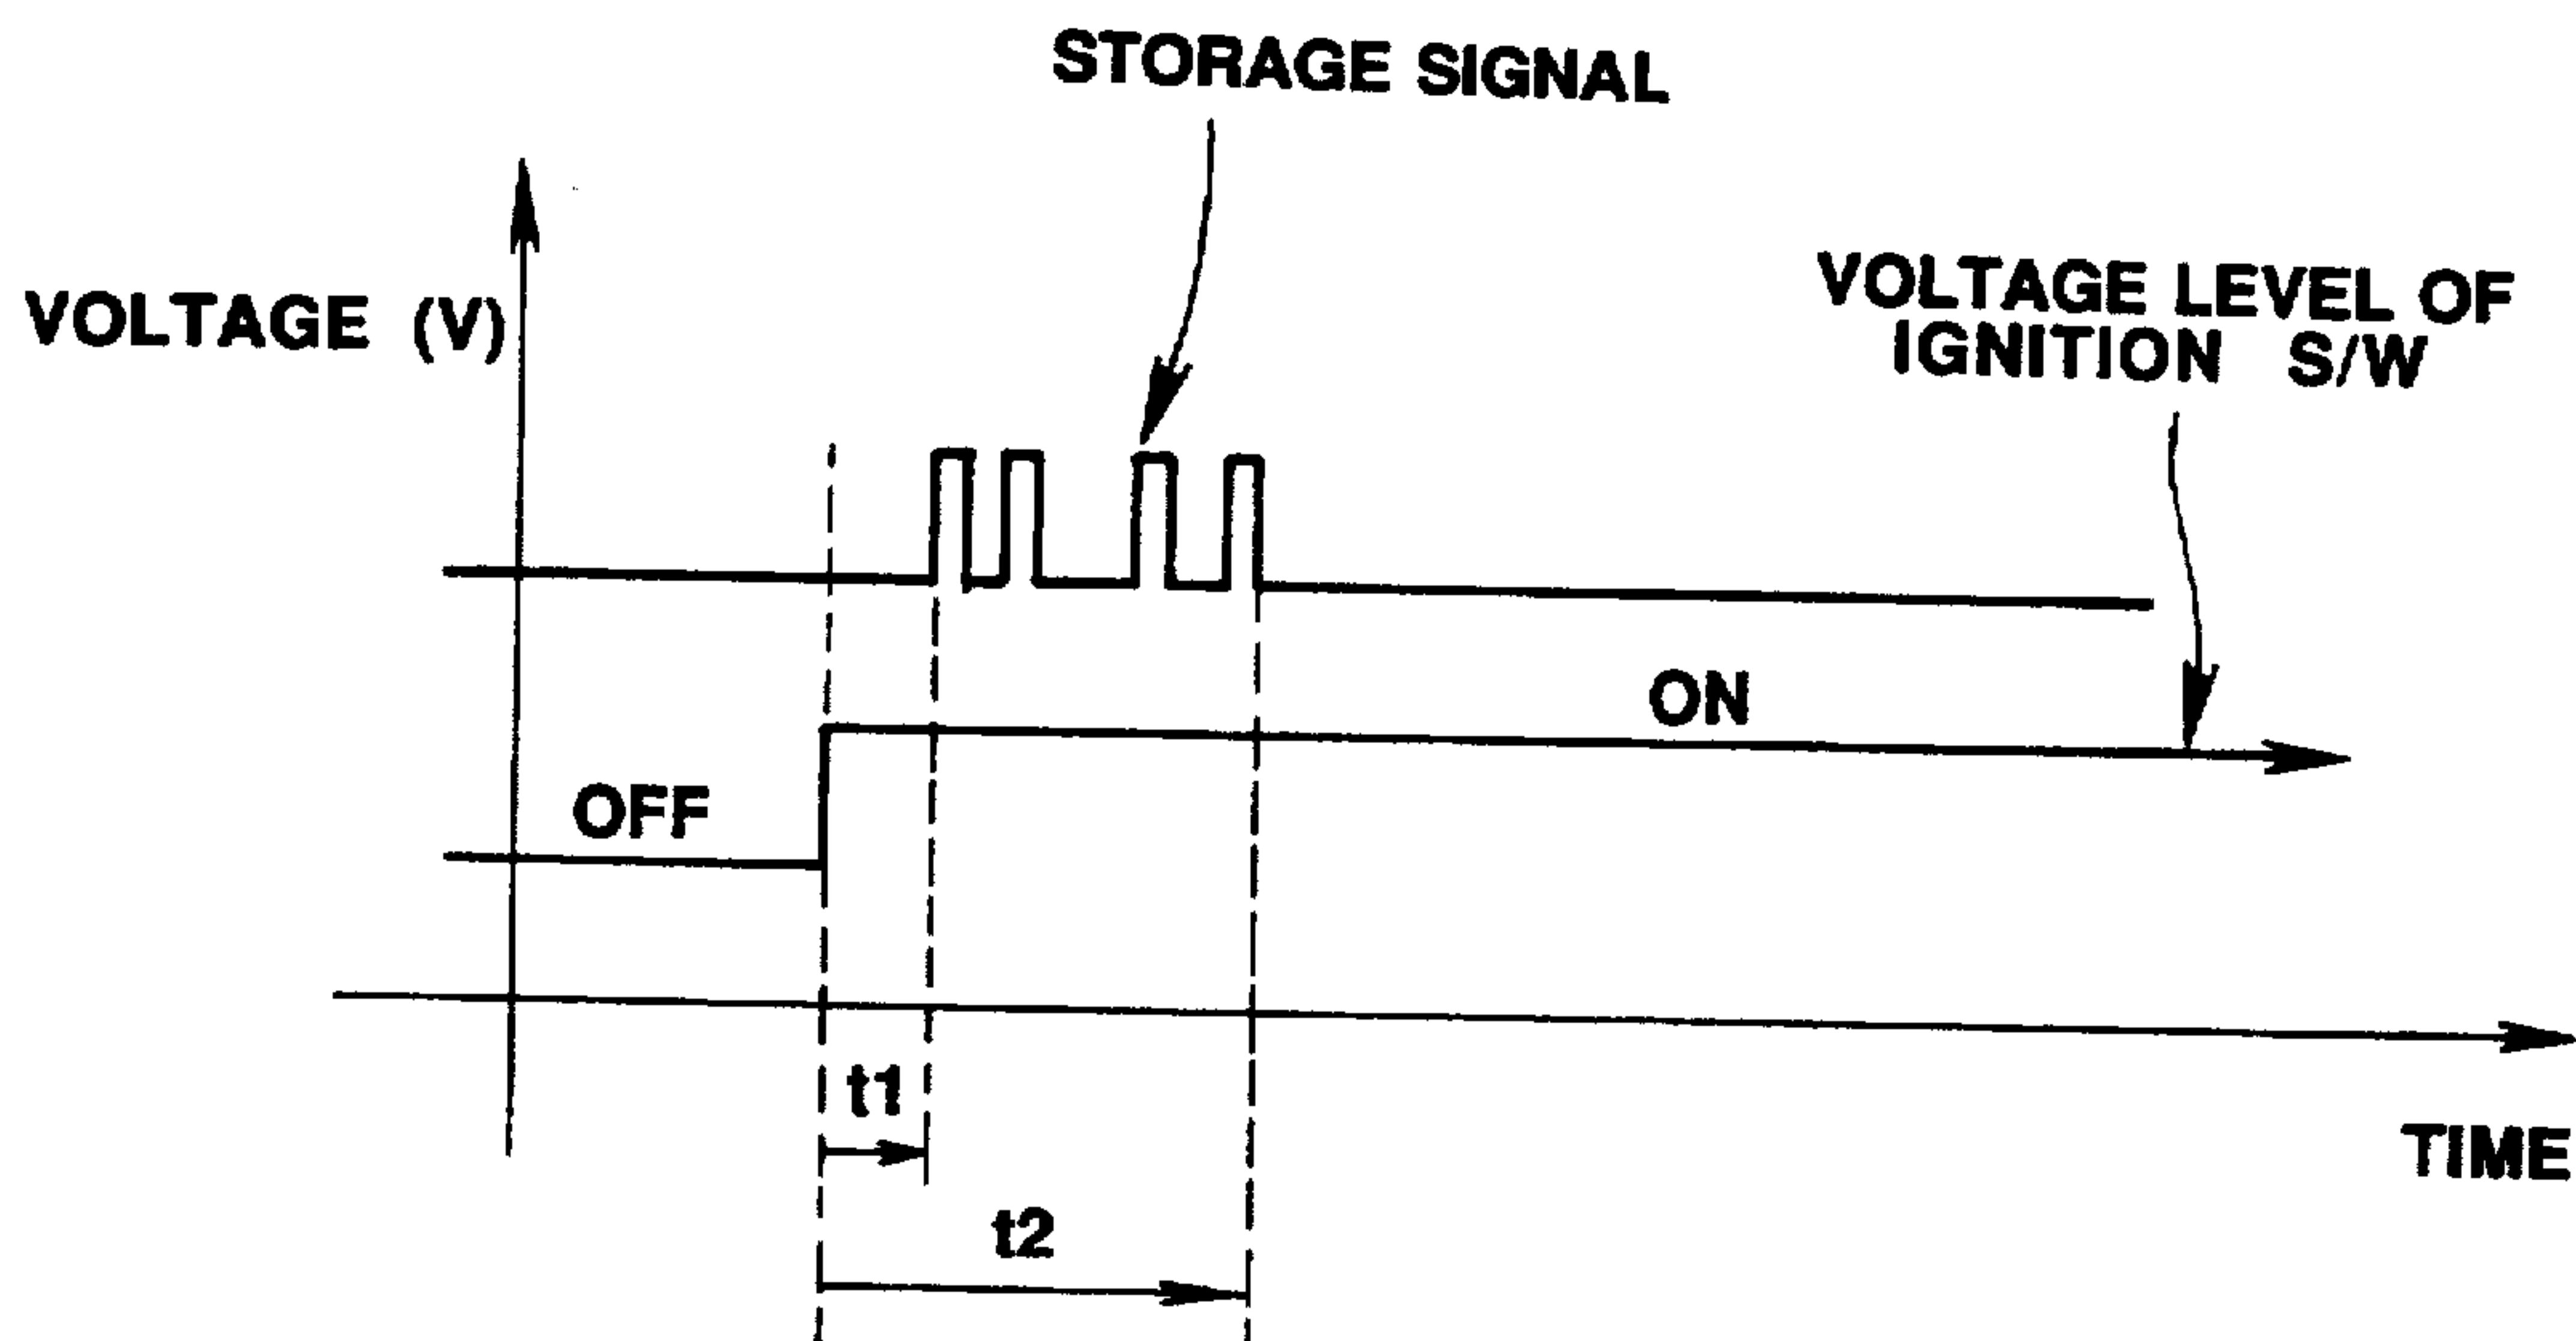 STORAGE SIGNAL
VOLTAGE (V)
VOLTAGE LEVEL OF
IGNITION S/W
ON
OFF
t1
TIME
t2